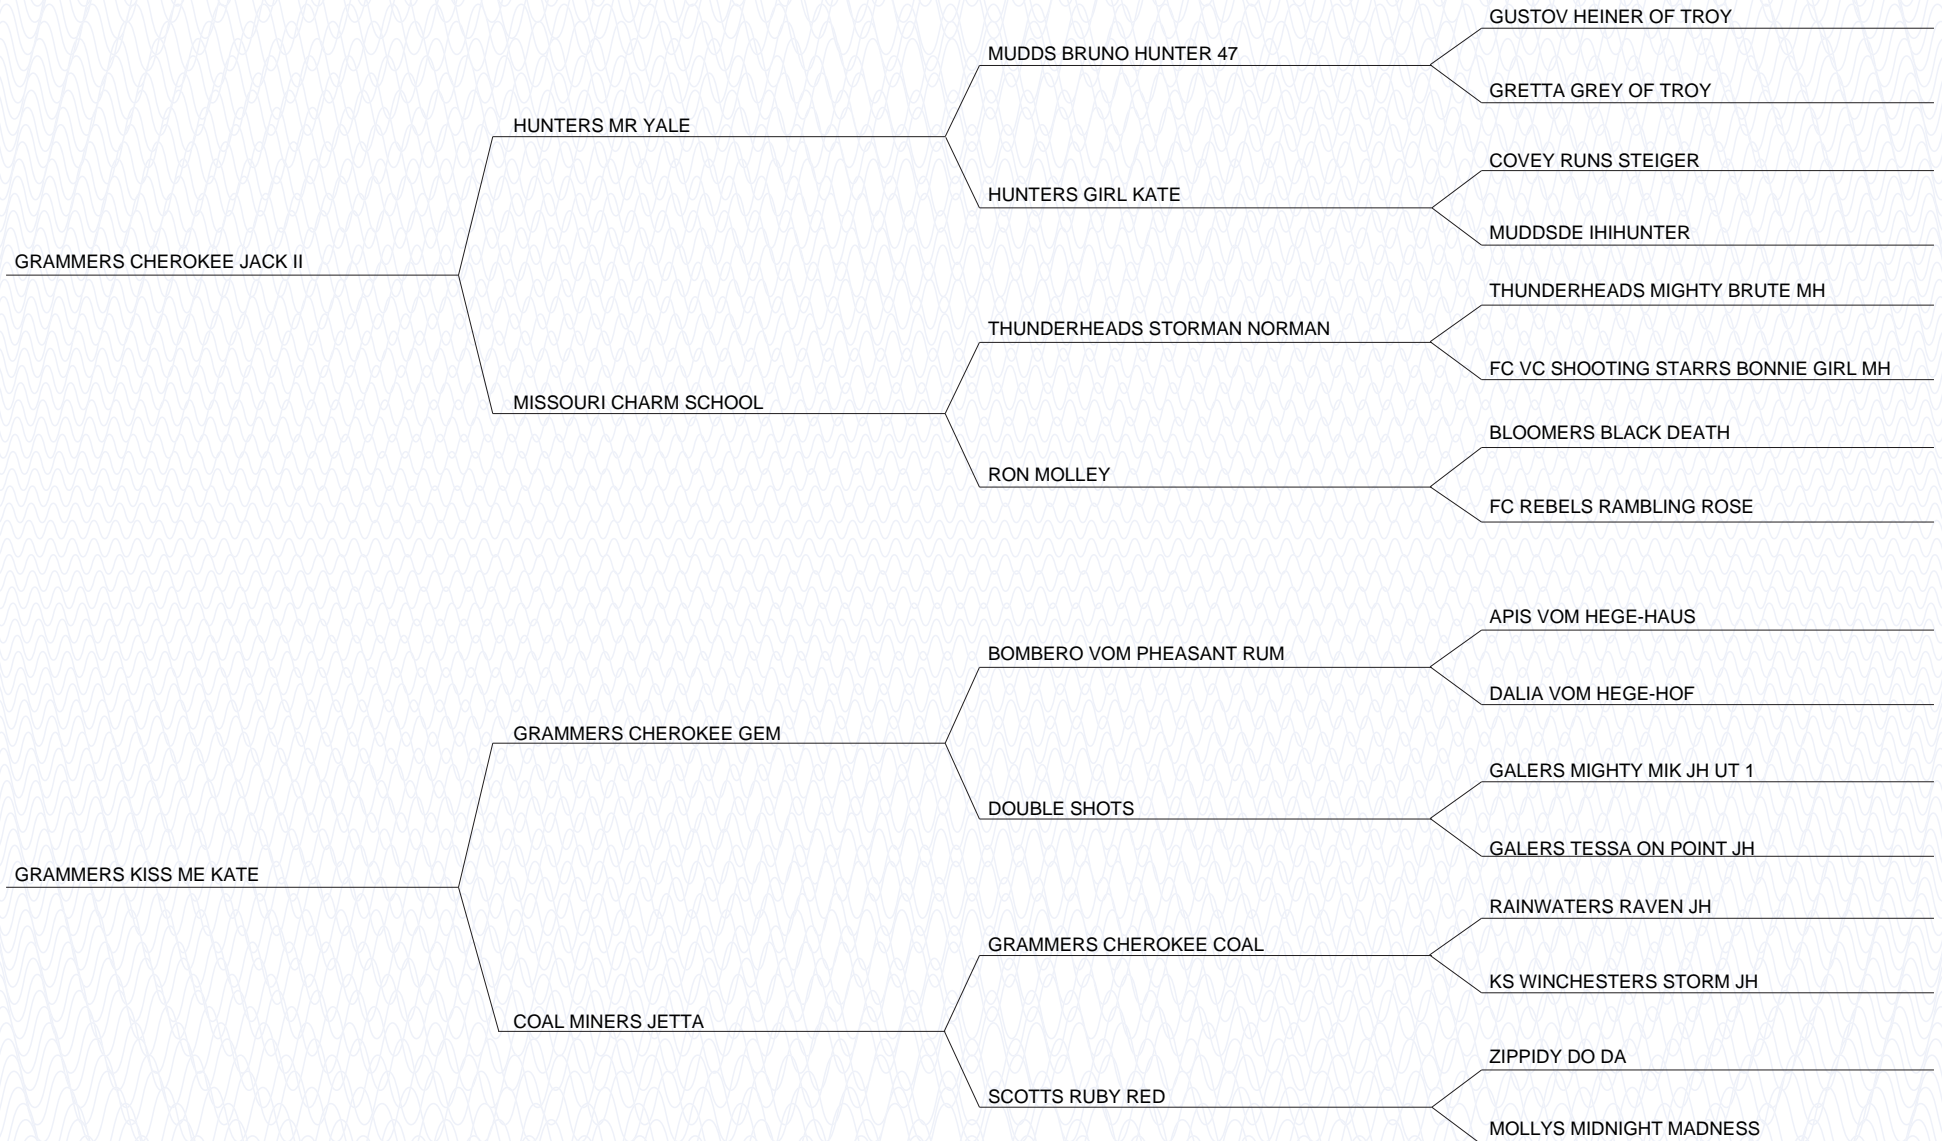 GUSTOV HEINER OF TROY
MUDDS BRUNO HUNTER 47
GRETTA GREY OF TROY
HUNTERS MR YALE
COVEY RUNS STEIGER
HUNTERS GIRL KATE
MUDDSDE IHIHUNTER
GRAMMERS CHEROKEE JACK II
THUNDERHEADS MIGHTY BRUTE MH
THUNDERHEADS STORMAN NORMAN
FC VC SHOOTING STARRS BONNIE GIRL MH
MISSOURI CHARM SCHOOL
BLOOMERS BLACK DEATH
RON MOLLEY
FC REBELS RAMBLING ROSE
APIS VOM HEGE-HAUS
BOMBERO VOM PHEASANT RUM
DALIA VOM HEGE-HOF
GRAMMERS CHEROKEE GEM
GALERS MIGHTY MIK JH UT 1
DOUBLE SHOTS
GALERS TESSA ON POINT JH
GRAMMERS KISS ME KATE
RAINWATERS RAVEN JH
GRAMMERS CHEROKEE COAL
KS WINCHESTERS STORM JH
COAL MINERS JETTA
ZIPPIDY DO DA
SCOTTS RUBY RED
MOLLYS MIDNIGHT MADNESS